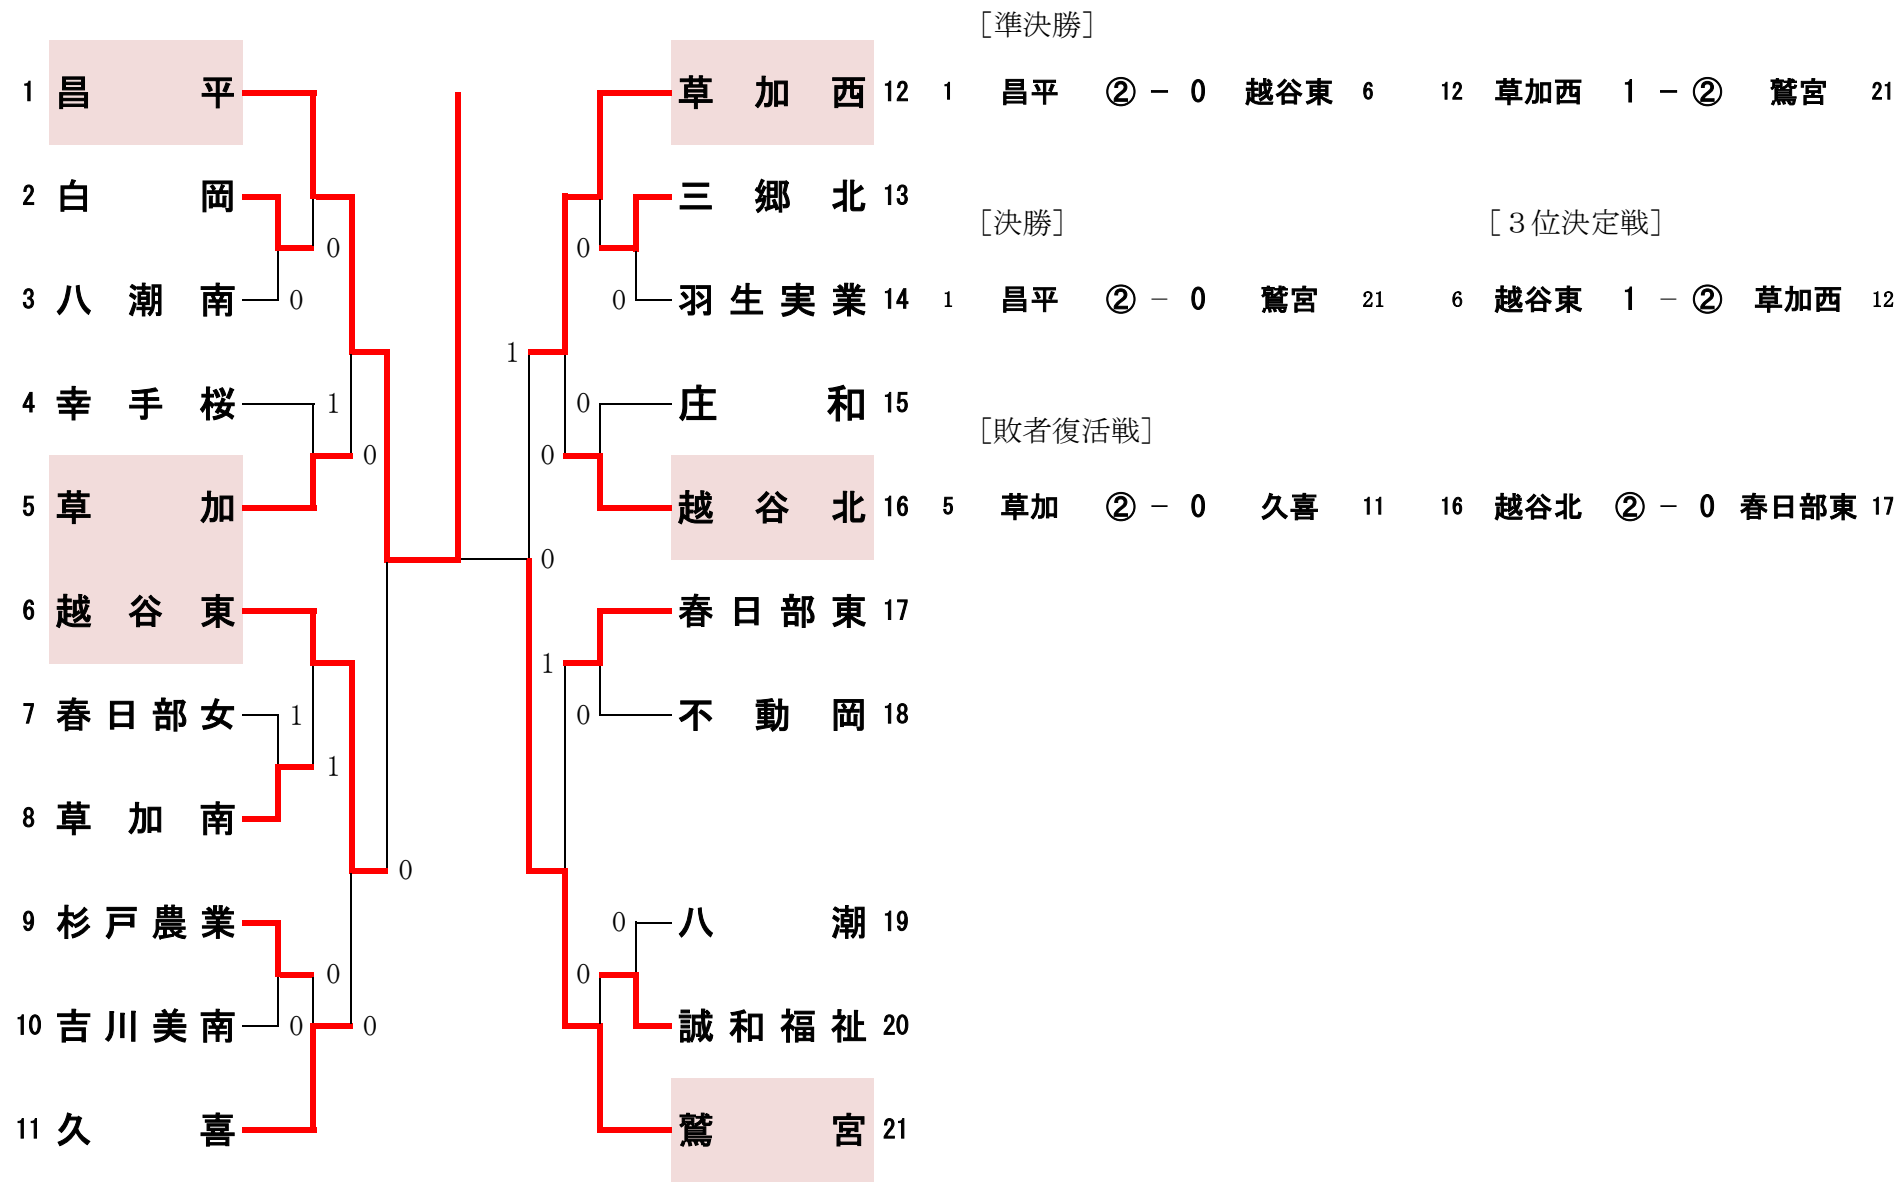 ［準決勝］
1 昌平 草加西 12 1 昌平 ② － 0 越谷東 6 12 草加西 1 － ② 鷲宮 21
2 白岡 三郷北 13 ［決勝］ ［３位決定戦］
0 0
3 八潮南 0 0 羽生実業 14 1 昌平 ② － 0 鷲宮 21 6 越谷東 1 － ② 草加西 12
1
4 幸手桜 1 0 庄和 15 ［敗者復活戦］
0 0
5 草加 越谷北 16 5 草加 ② － 0 久喜 11 16 越谷北 ② － 0 春日部東 17
0
6 越谷東 春日部東 17
1
7 春日部女 1 0 不動岡 18
1
8 草加南
0
9 杉戸農業 0 八潮 19
0 0
10 吉川美南 0 0 誠和福祉 20
11 久喜 鷲宮 21